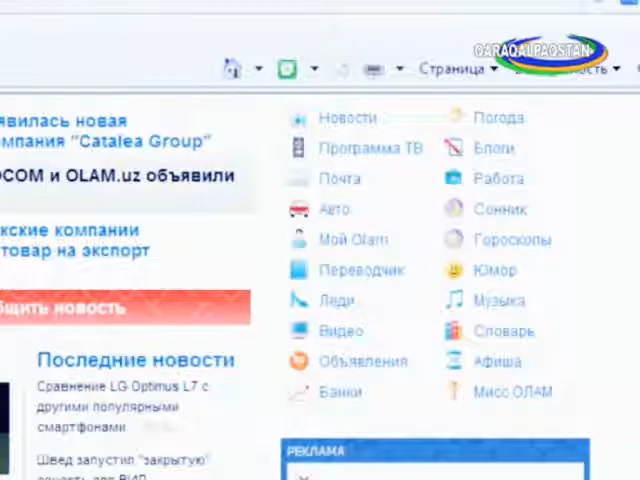 QARAQALPAQSTAN
Страница
явилась новая
мпания "Catalea Group"
ОСОМ и OLAM.uz объявили
кские компании
товар на экспорт
бщить новость
Последние новости
Сравнение LG Optimus L7 с
другими популярными
смартфонами
Швед запустил "закрытую"
Новости
Программа ТВ
Почта
Авто
Мой Olam
Переводчик
Леди
Видео
Объявления
Банки
Погода
Блоги
Работа
Сонник
Гороскопы
Юмор
Музыка
Словарь
Афиша
Мисс ОЛАМ
РЕКЛАМА